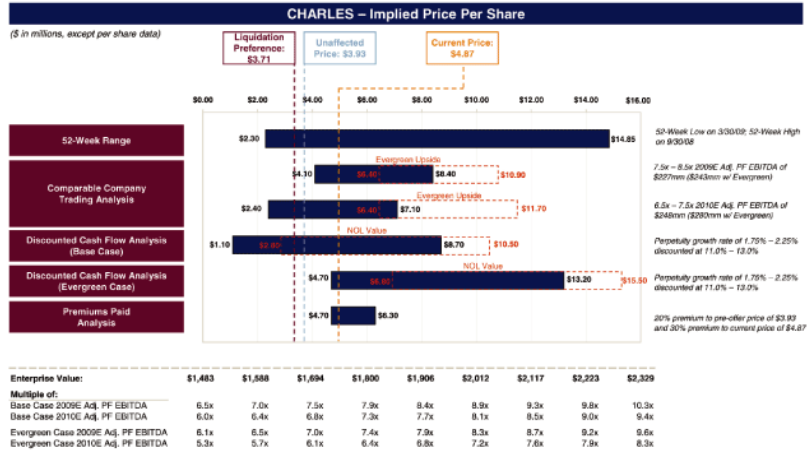 CHARLES – Implied Price Per Share
($ in millions, except per share data)
Liquidation
Preference:
$3.71
Unaffected
Price: $3.93
Current Price:
$4.87
$0.00 $2.00 $4.00 $6.00 $8.00 $10.00 $12.00 $14.00 $16.00
52-Week Range
$2.30 $14.85
52-Week Low on 3/30/09; 52-Week High
on 9/30/08
Comparable Company
Trading Analysis
Evergreen Upside
$4.10 $6.40 $8.40 $10.90
7.5x – 8.5x 2009E Adj. PF EBITDA of
$227mm ($243mm w/ Evergreen)
Evergreen Upside
$2.40 $6.40 $7.10 $11.70
6.5x – 7.5x 2010E Adj. PF EBITDA of
$248mm ($280mm w/ Evergreen)
Discounted Cash Flow Analysis
(Base Case)
NOL Value
$1.10 $2.80 $8.70 $10.50
Perpetuity growth rate of 1.75% – 2.25%
discounted at 11.0% – 13.0%
Discounted Cash Flow Analysis
(Evergreen Case)
NOL Value
$4.70 $13.20 $15.50
Perpetuity growth rate of 1.75% – 2.25%
discounted at 11.0% – 13.0%
Premiums Paid
Analysis
$4.70 $6.30
20% premium to pre-offer price of $3.93
and 30% premium to current price of $4.87
Enterprise Value: $1,483 $1,588 $1,694 $1,800 $1,906 $2,012 $2,117 $2,223 $2,329
Multiple of:
Base Case 2009E Adj. PF EBITDA 6.5x 7.0x 7.5x 7.9x 8.4x 8.9x 9.3x 9.8x 10.3x
Base Case 2010E Adj. PF EBITDA 6.0x 6.4x 6.8x 7.3x 7.7x 8.1x 8.5x 9.0x 9.4x
Evergreen Case 2009E Adj. PF EBITDA 6.1x 6.5x 7.0x 7.4x 7.9x 8.3x 8.7x 9.2x 9.6x
Evergreen Case 2010E Adj. PF EBITDA 5.3x 5.7x 6.1x 6.4x 6.8x 7.2x 7.6x 7.9x 8.3x